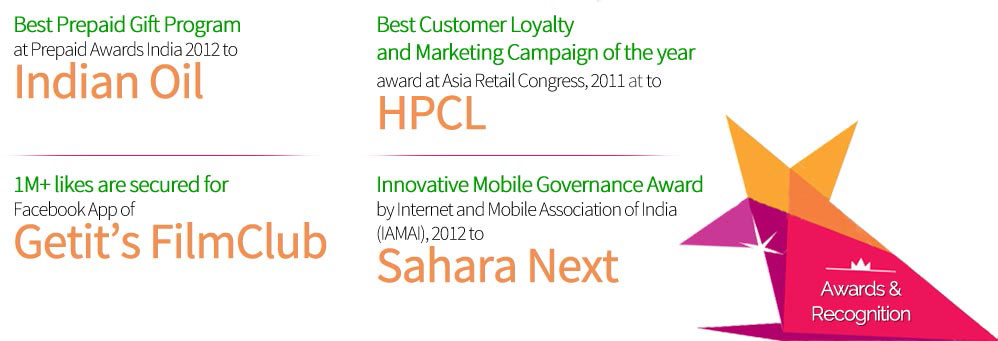 Best Prepaid Gift Program
at Prepaid Awards India 2012 to
Indian Oil
Best Customer Loyalty
and Marketing Campaign of the year
award at Asia Retail Congress, 2011 at to
HPCL
1M+ likes are secured for
Facebook App of
Getit's FilmClub
Innovative Mobile Governance Award
by Internet and Mobile Association of India
(IAMAI), 2012 to
Sahara Next
Awards &
Recognition